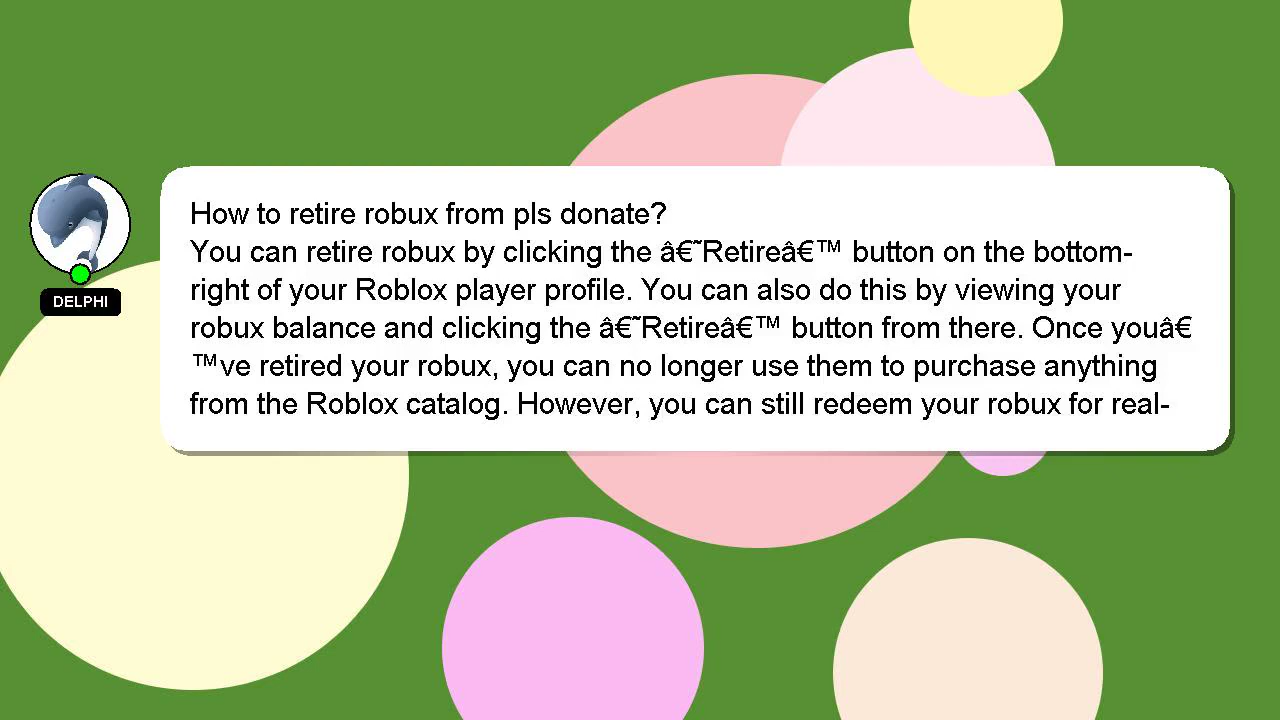 How to retire robux from pls donate?
You can retire robux by clicking the â€˜Retireâ€™ button on the bottom-
right of your Roblox player profile. You can also do this by viewing your
robux balance and clicking the â€˜Retireâ€™ button from there. Once youâ€
™ve retired your robux, you can no longer use them to purchase anything
from the Roblox catalog. However, you can still redeem your robux for real-
DELPHI